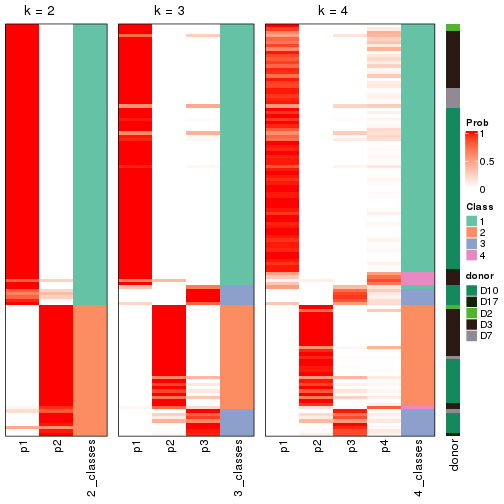 k = 2
k = 3
k = 4
Prob
1
0.5
0
Class
1
2
3
4
donor
D10
D17
D2
D3
D7
p1
p2
2_classes
p1
p2
p3
3_classes
p1
p2
p3
p4
4_classes
donor